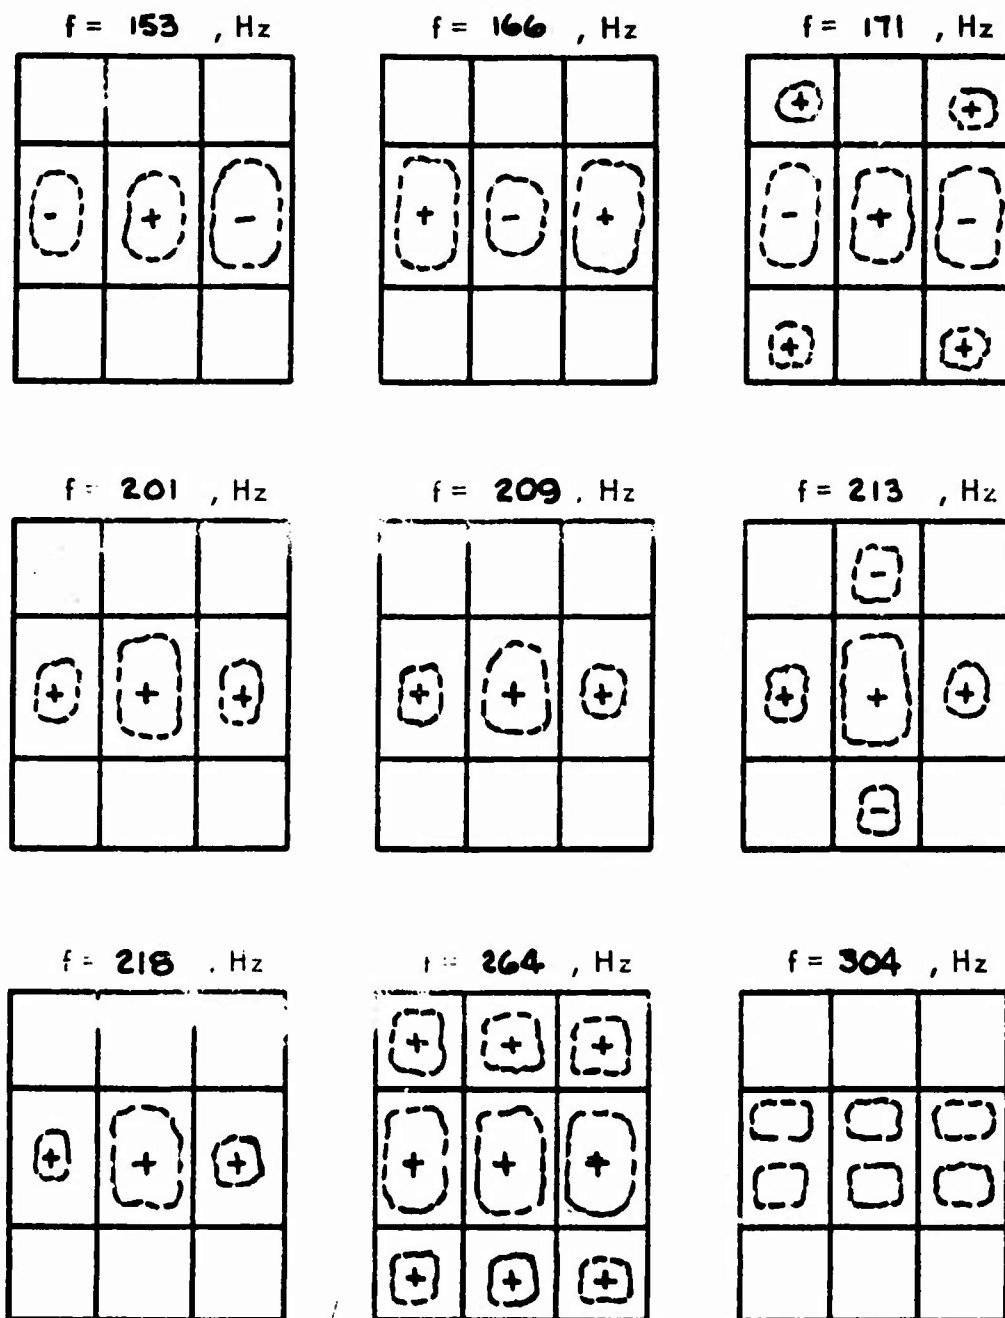 f = 153 , Hz
f = 166 , Hz
f = 171 , Hz
- + -
+ - +
+ +
- + -
+ +
f = 201 , Hz
f = 209 , Hz
f = 213 , Hz
+ + +
+ + +
-
+ + +
-
f = 218 , Hz
f = 264 , Hz
f = 304 , Hz
+ + +
+ + +
+ + +
+ + +